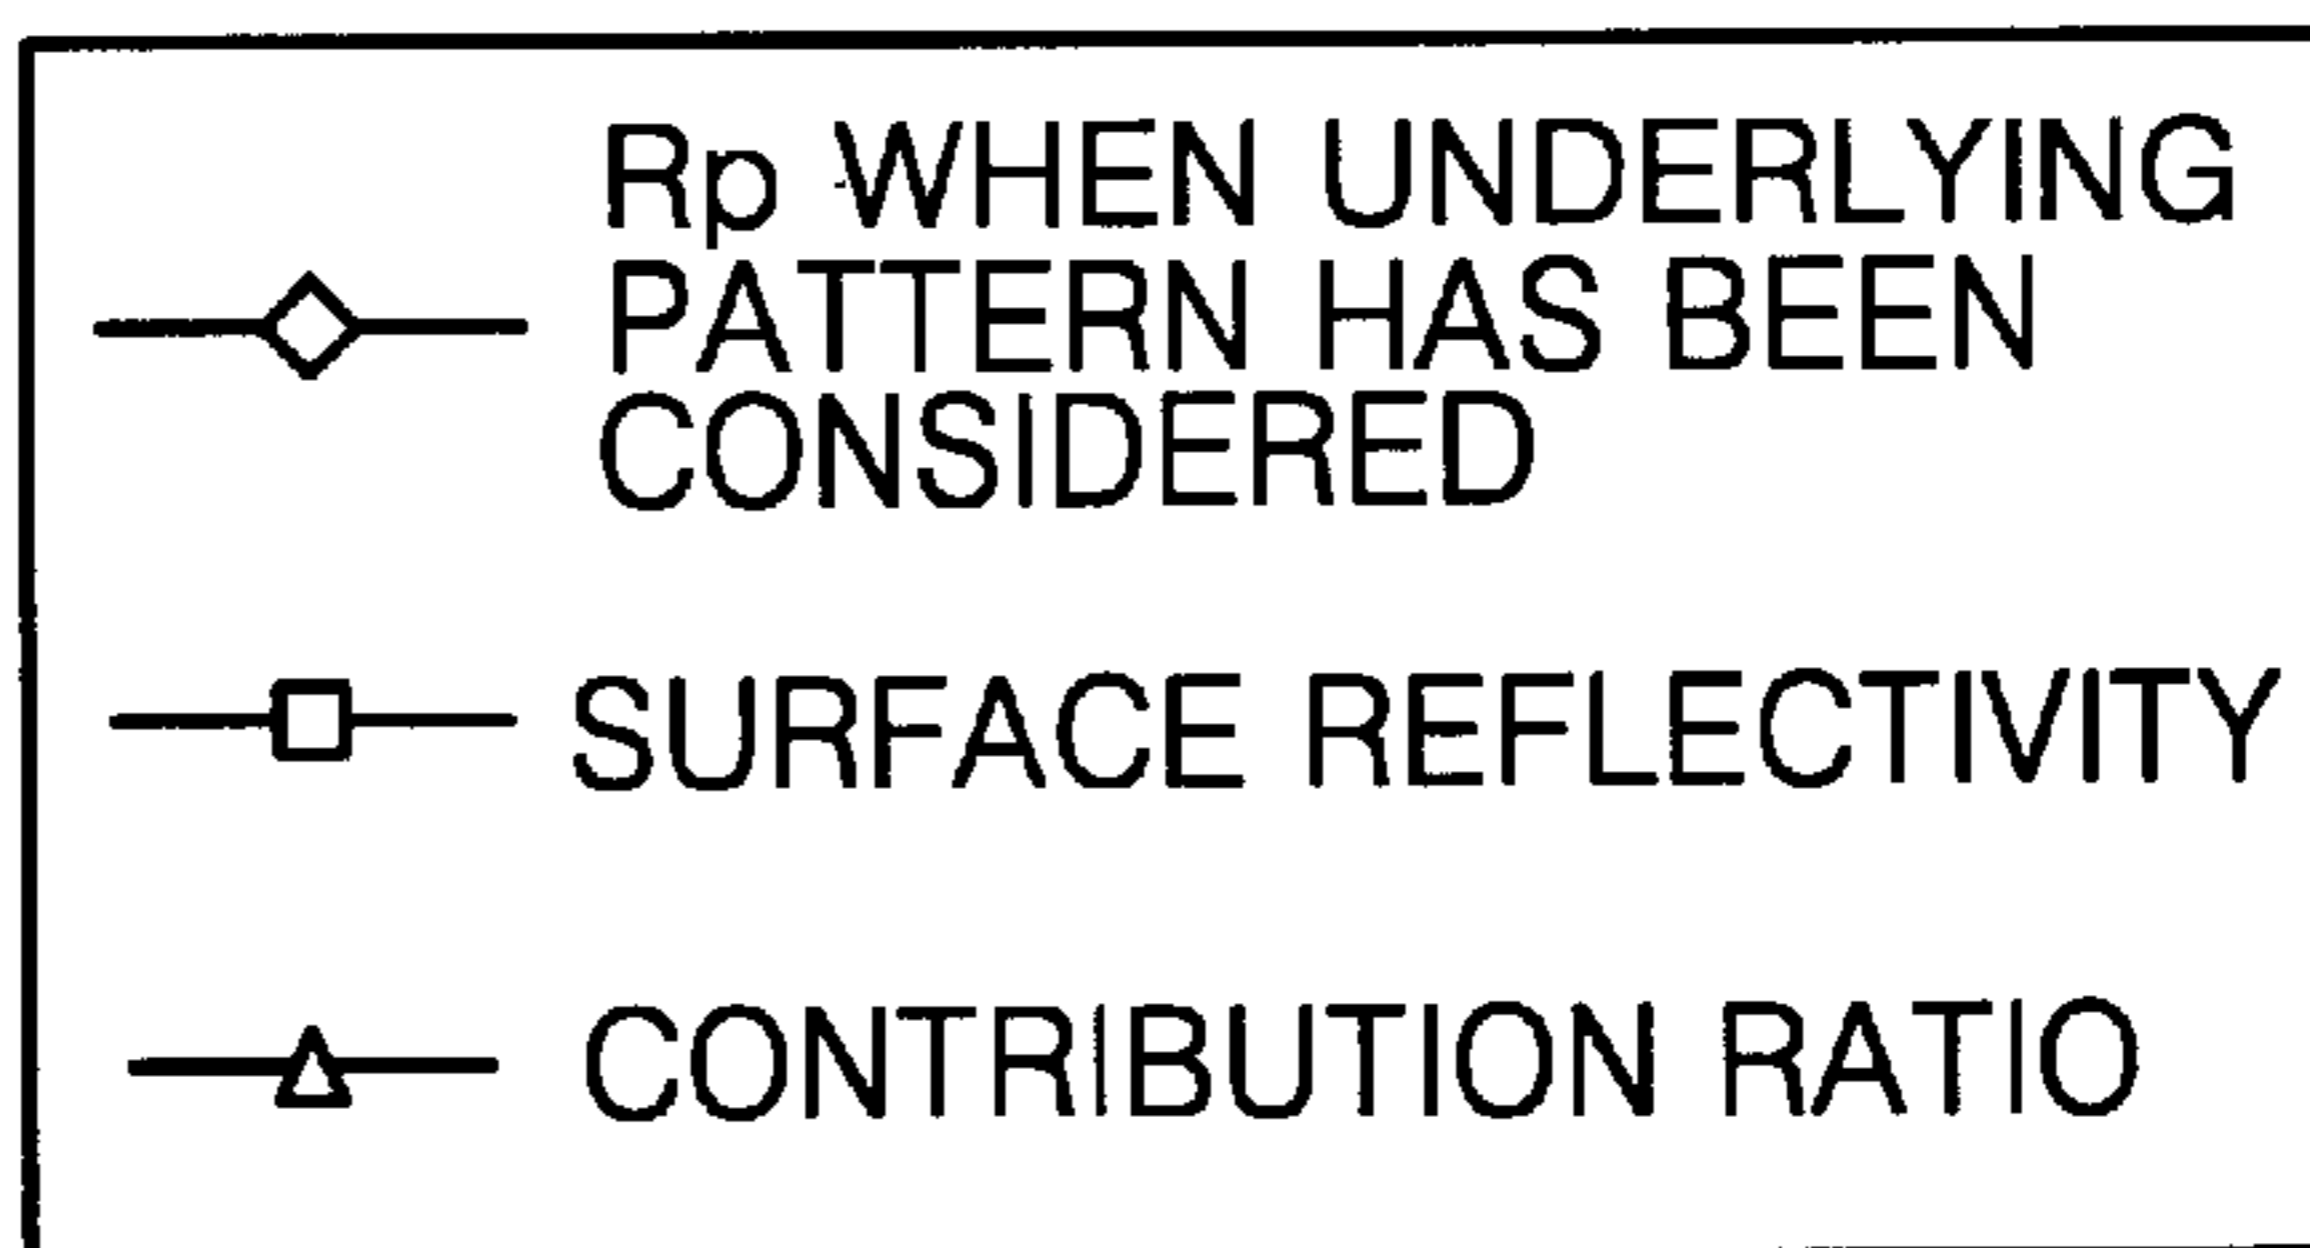 Rp WHEN UNDERLYING
PATTERN HAS BEEN
CONSIDERED
SURFACE REFLECTIVITY
CONTRIBUTION RATIO